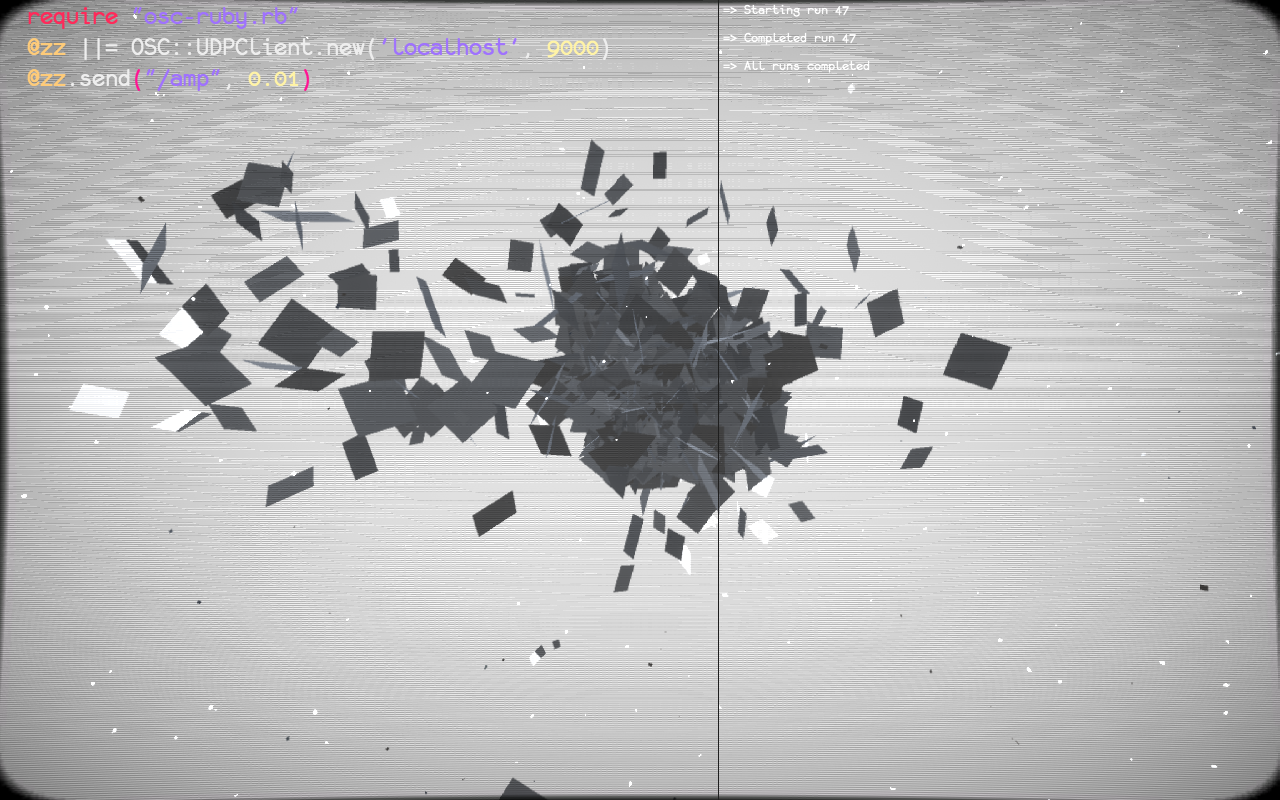 require "osc-ruby.rb"
@zz ||= OSC::UDPClient.new('localhost', 9000)
@zz.send("/amp", 0.01)
=> Starting run 47
=> Completed run 47
=> All runs completed